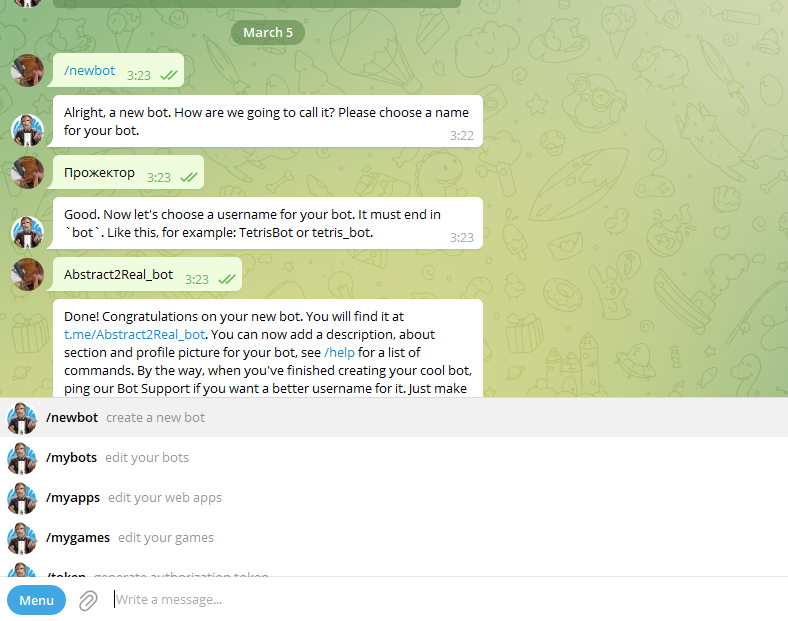 March 5
/newbot 3:23
Alright, a new bot. How are we going to call it? Please choose a name
for your bot.
3:22
Прожектор 3:23
Good. Now let's choose a username for your bot. It must end in
`bot`. Like this, for example: TetrisBot or tetris_bot.
3:23
Abstract2Real_bot 3:23
Done! Congratulations on your new bot. You will find it at
t.me/Abstract2Real_bot. You can now add a description, about
section and profile picture for your bot, see /help for a list of
commands. By the way, when you've finished creating your cool bot,
ping our Bot Support if you want a better username for it. Just make
/newbot create a new bot
/mybots edit your bots
/myapps edit your web apps
/mygames edit your games
/token generate authorization token
Menu
Write a message...